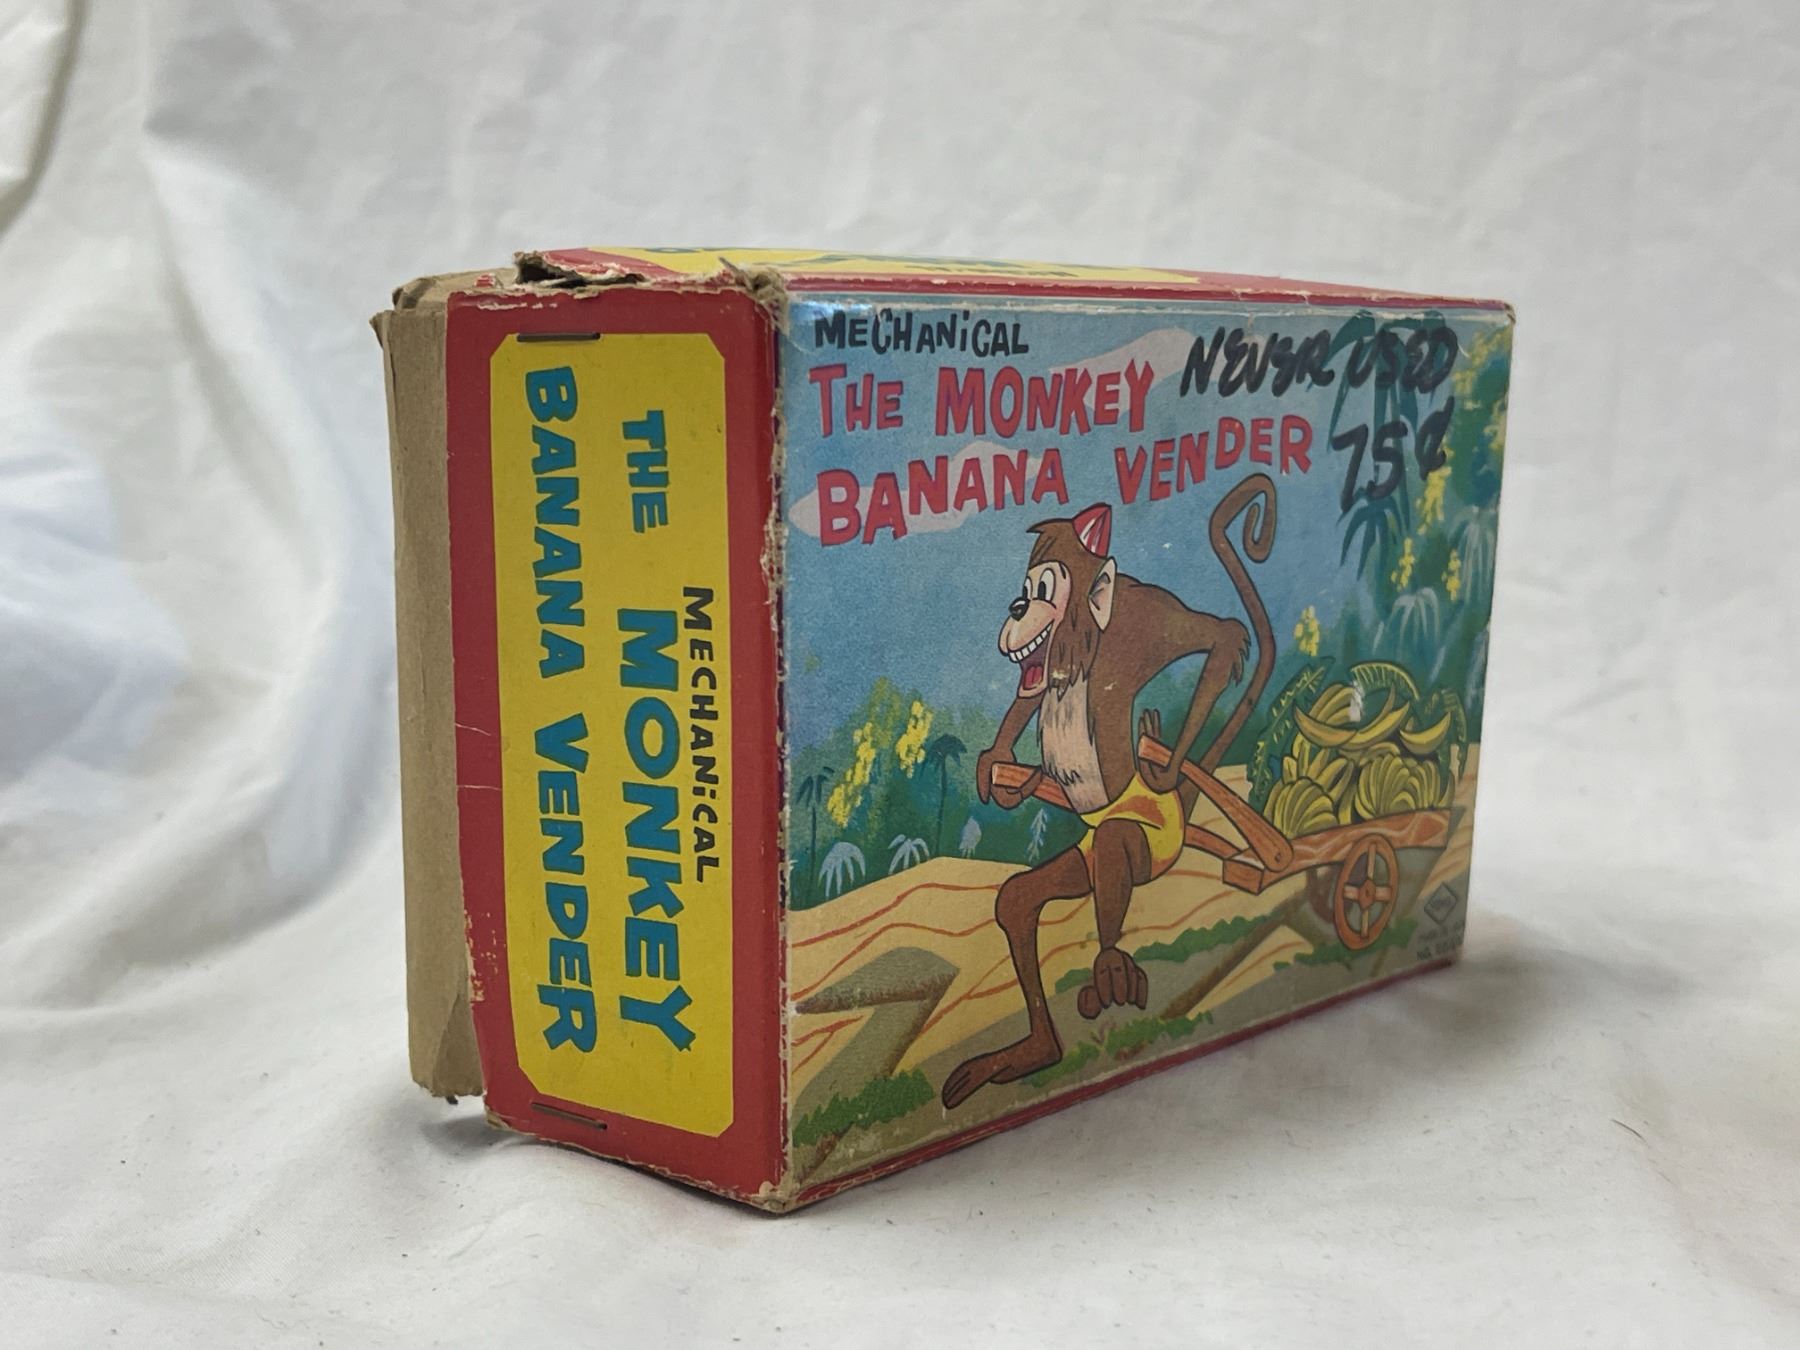 MECHANICAL
THE MONKEY
BANANA VENDER
NEVER USED
75¢
MECHANICAL
THE MONKEY
BANANA VENDER